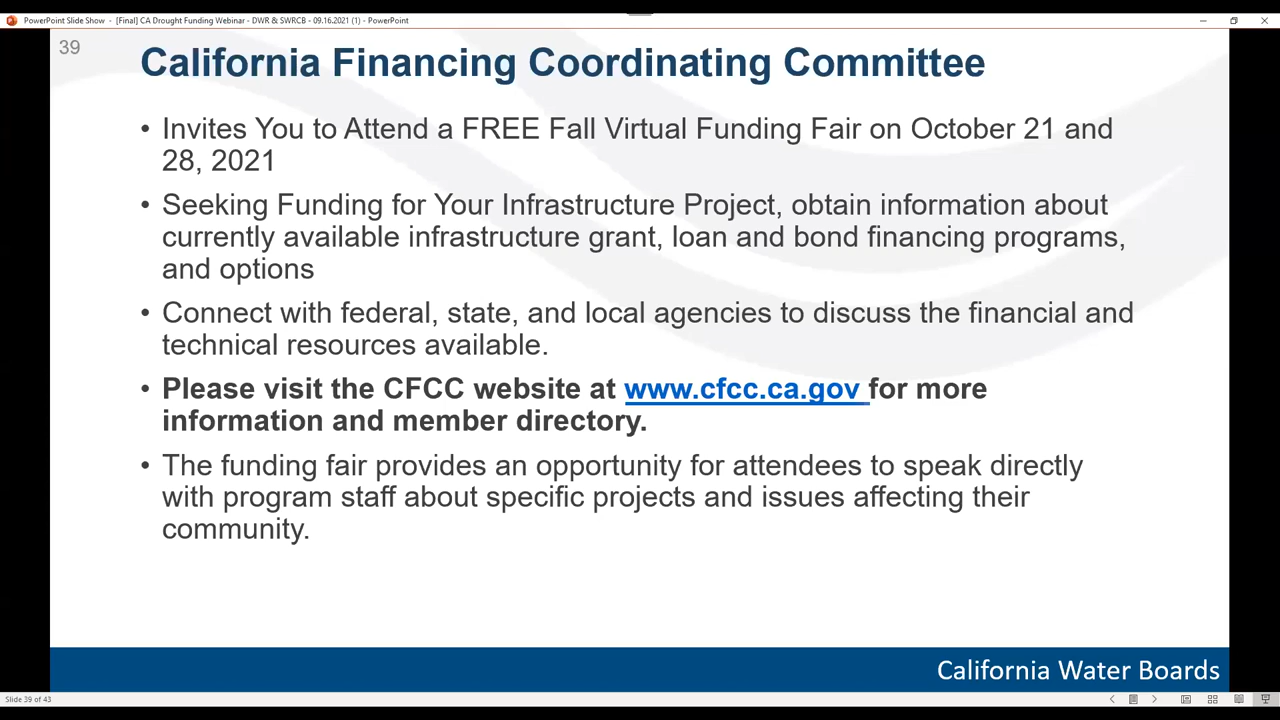 PowerPoint Slide Show - [Final] CA Drought Funding Webinar - DWR & SWRCB - 09.16.2021 (1) - PowerPoint
39
California Financing Coordinating Committee
• Invites You to Attend a FREE Fall Virtual Funding Fair on October 21 and
28, 2021
• Seeking Funding for Your Infrastructure Project, obtain information about
currently available infrastructure grant, loan and bond financing programs,
and options
• Connect with federal, state, and local agencies to discuss the financial and
technical resources available.
• Please visit the CFCC website at www.cfcc.ca.gov for more
information and member directory.
• The funding fair provides an opportunity for attendees to speak directly
with program staff about specific projects and issues affecting their
community.
California Water Boards
Slide 39 of 43